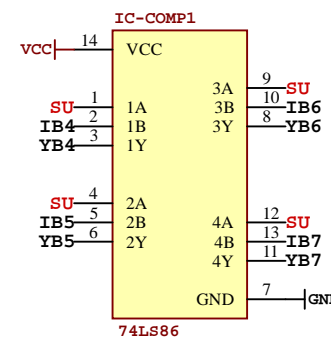 IC-COMP1
VCC 14 VCC
3A 9 SU
SU 1 1A 3B 10 IB6
IB4 2 1B 3Y 8 YB6
YB4 3 1Y
SU 4 2A 4A 12 SU
IB5 5 2B 4B 13 IB7
YB5 6 2Y 4Y 11 YB7
GND 7 GND
74LS86